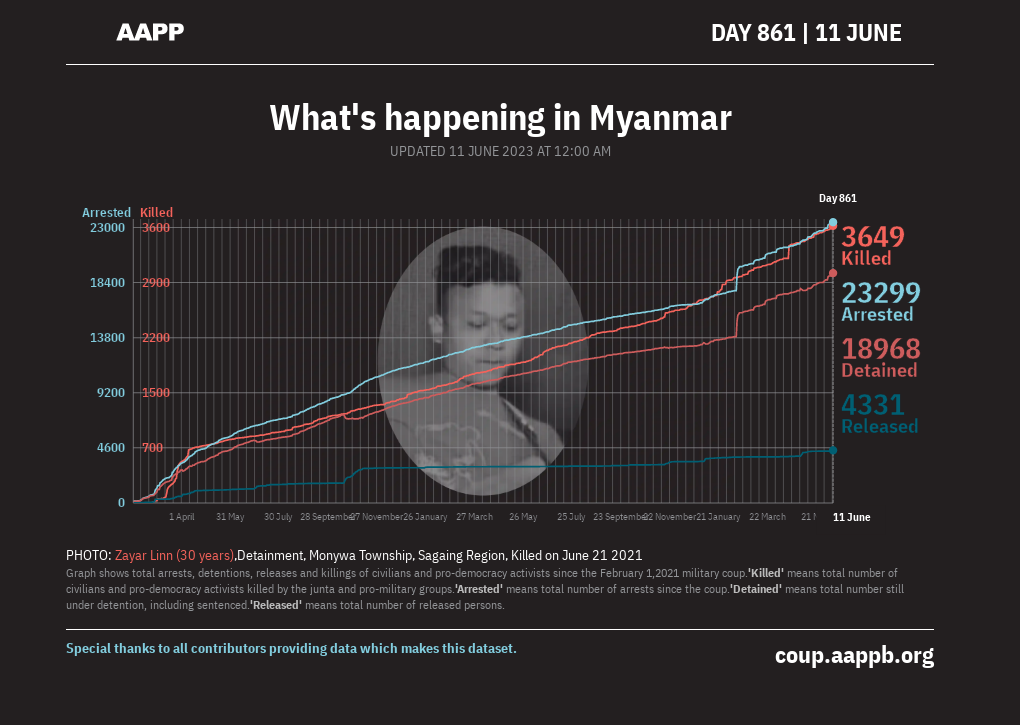 AAPP
DAY 861 | 11 JUNE
What's happening in Myanmar
UPDATED 11 JUNE 2023 AT 12:00 AM
Day 861
Arrested Killed
23000 3600
18400 2900
13800 2200
9200 1500
4600 700
0
3649
Killed
23299
Arrested
18968
Detained
4331
Released
1 April 31 May 30 July 28 September 27 November 26 January 27 March 26 May 25 July 23 September 22 November 21 January 22 March 21 11 June
PHOTO: Zayar Linn (30 years),Detainment, Monywa Township, Sagaing Region, Killed on June 21 2021
Graph shows total arrests, detentions, releases and killings of civilians and pro-democracy activists since the February 1,2021 military coup.'Killed' means total number of
civilians and pro-democracy activists killed by the junta and pro-military groups.'Arrested' means total number of arrests since the coup.'Detained' means total number still
under detention, including sentenced.'Released' means total number of released persons.
Special thanks to all contributors providing data which makes this dataset.
coup.aappb.org